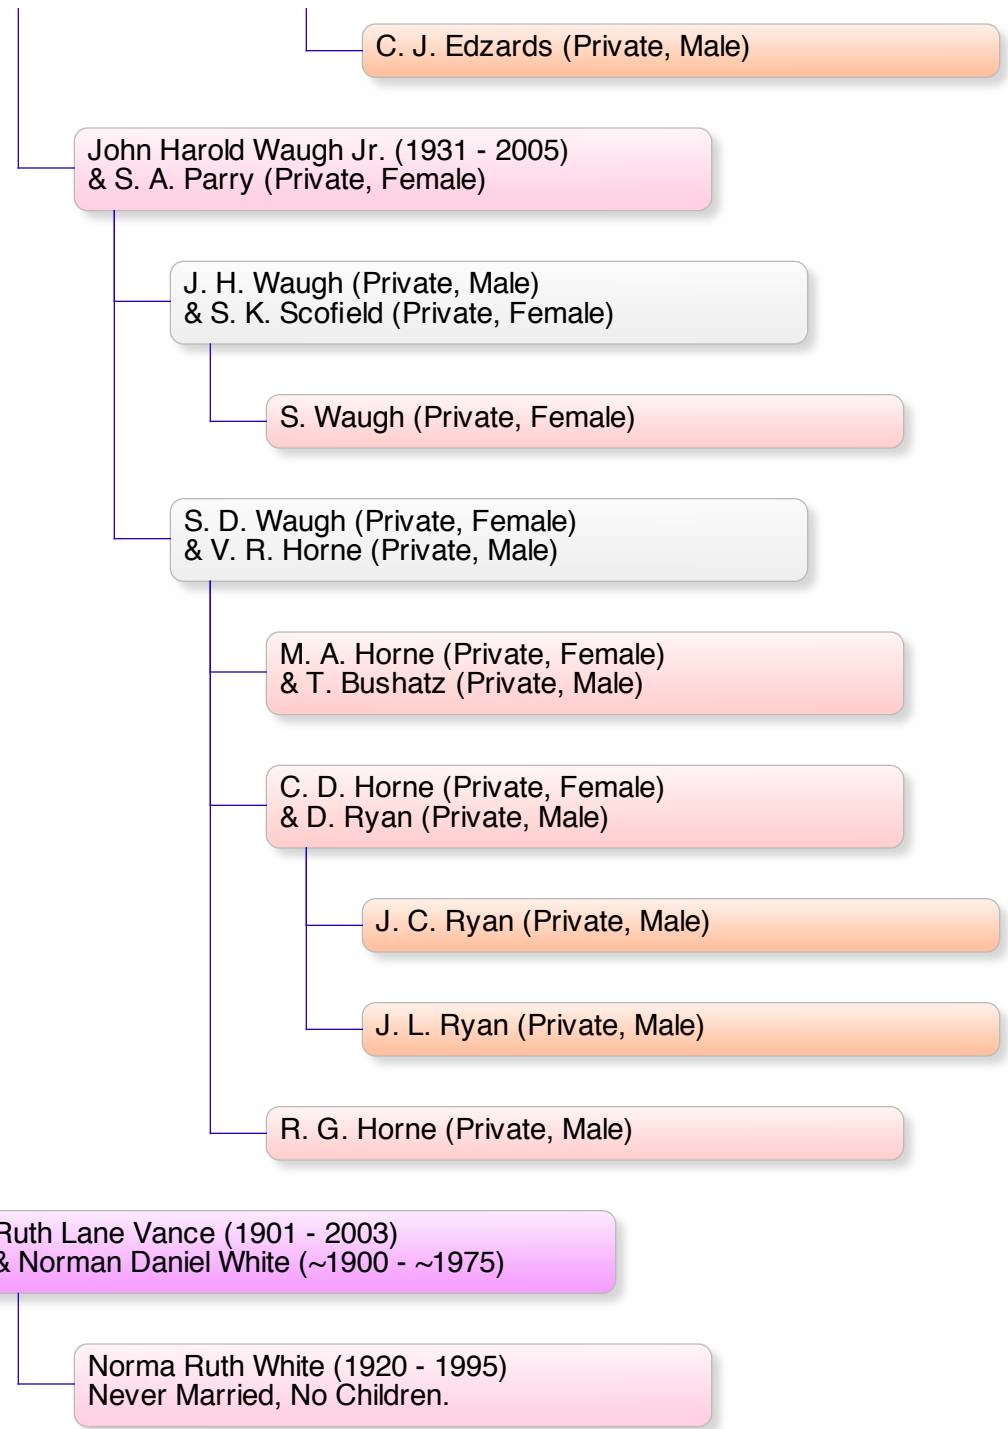 C. J. Edzards (Private, Male)
John Harold Waugh Jr. (1931 - 2005)
& S. A. Parry (Private, Female)
J. H. Waugh (Private, Male)
& S. K. Scofield (Private, Female)
S. Waugh (Private, Female)
S. D. Waugh (Private, Female)
& V. R. Horne (Private, Male)
M. A. Horne (Private, Female)
& T. Bushatz (Private, Male)
C. D. Horne (Private, Female)
& D. Ryan (Private, Male)
J. C. Ryan (Private, Male)
J. L. Ryan (Private, Male)
R. G. Horne (Private, Male)
Ruth Lane Vance (1901 - 2003)
& Norman Daniel White (~1900 - ~1975)
Norma Ruth White (1920 - 1995)
Never Married, No Children.